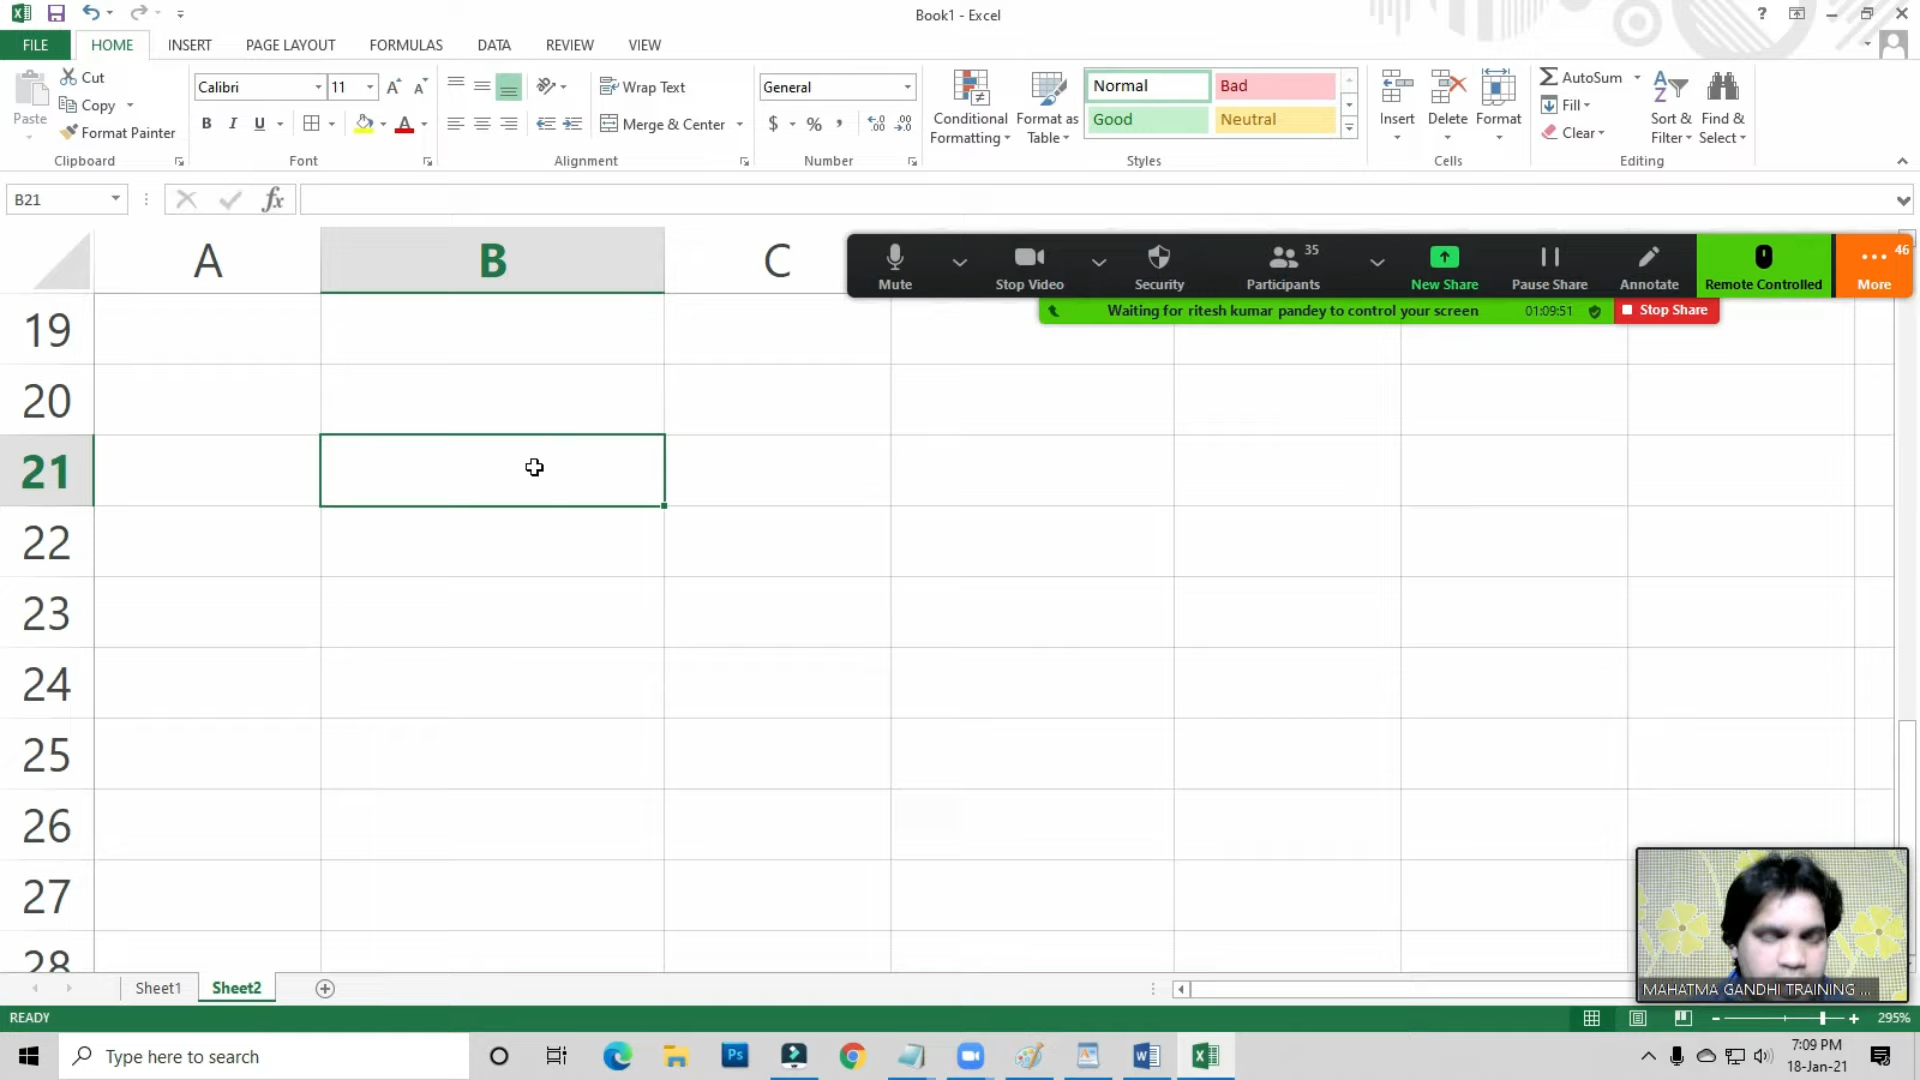 Book1 - Excel
?
FILE HOME INSERT PAGE LAYOUT FORMULAS DATA REVIEW VIEW
Paste
Cut
Copy
Format Painter
Clipboard
Calibri 11
B I U
Font
Wrap Text
Merge & Center
Alignment
General
$ % ,
Number
Conditional Formatting
Format as Table
Normal Bad
Good Neutral
Styles
Insert Delete Format
Cells
AutoSum
Fill
Clear
Sort & Filter
Find & Select
Editing
B21
fx
A B C
Mute
Stop Video
Security
Participants 35
New Share
Pause Share
Annotate
Remote Controlled
More 46
Waiting for ritesh kumar pandey to control your screen 01:09:51 Stop Share
19
20
21
22
23
24
25
26
27
28
MAHATMA GANDHI TRAINING ...
Sheet1 Sheet2
READY 295%
Type here to search
Ps
7:09 PM
18-Jan-21